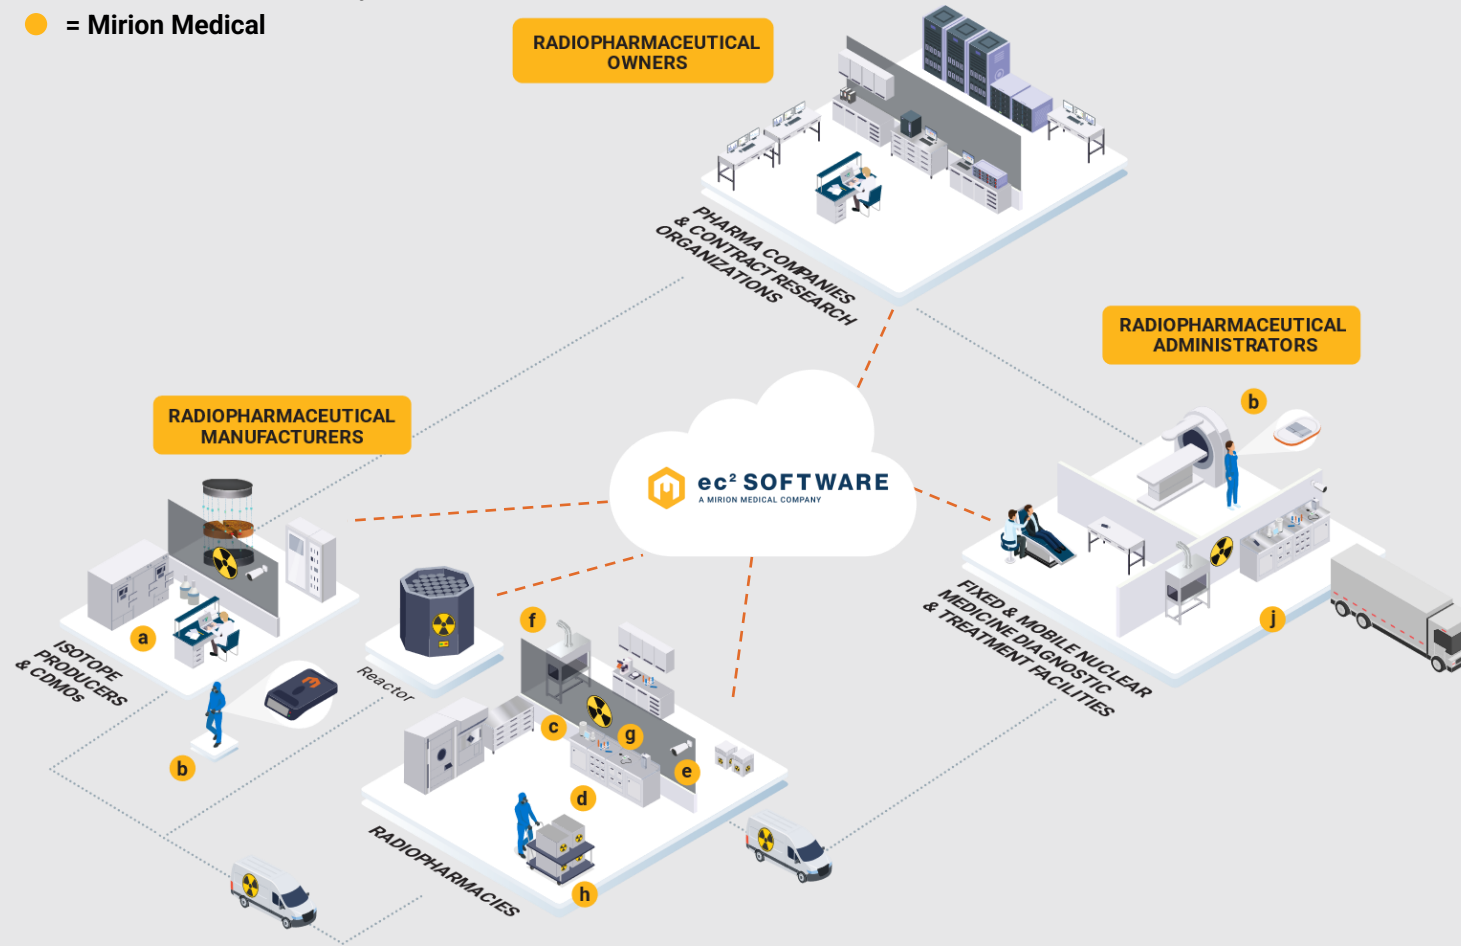 = Mirion Medical
RADIOPHARMACEUTICAL
OWNERS
PHARMA COMPANIES
& CONTRACT RESEARCH
ORGANIZATIONS
RADIOPHARMACEUTICAL
ADMINISTRATORS
b
RADIOPHARMACEUTICAL
MANUFACTURERS
ec² SOFTWARE
A MIRION MEDICAL COMPANY
a
ISOTOPE
PRODUCERS
& CDMOs
b
Reactor
f
c
g
e
d
h
RADIOPHARMACIES
j
FIXED & MOBILE NUCLEAR
MEDICINE DIAGNOSTIC
& TREATMENT FACILITIES